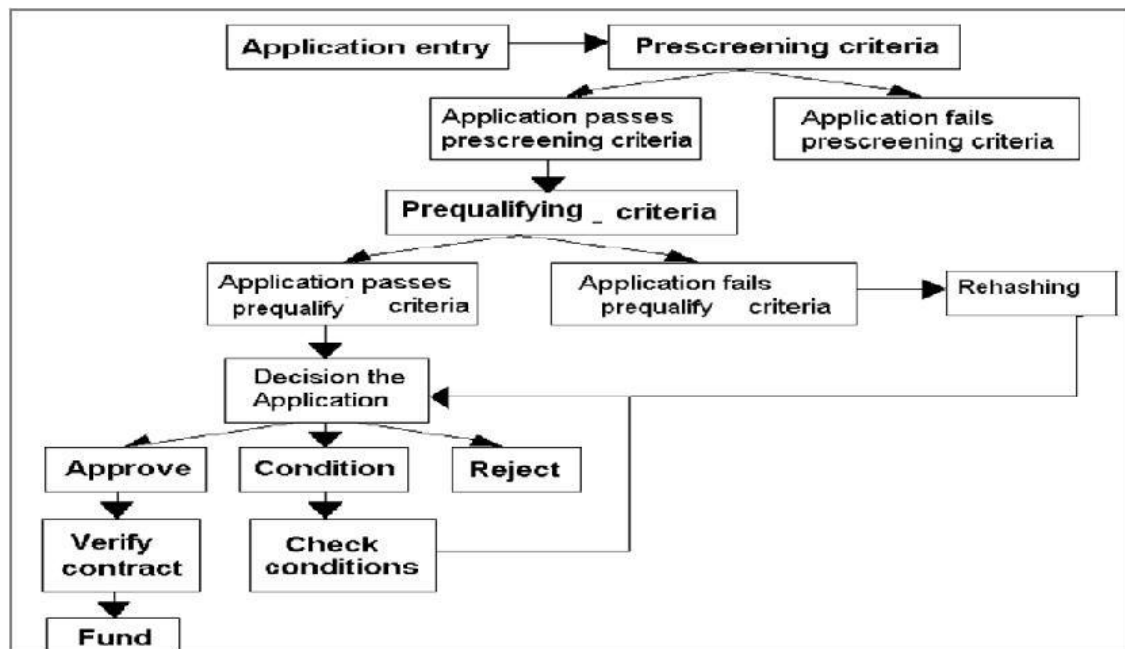 Application entry
Prescreening criteria
Application passes
prescreening criteria
Application fails
prescreening criteria
Prequalifying _ criteria
Application passes
prequalify criteria
Application fails
prequalify criteria
Rehashing
Decision the
Application
Approve
Condition
Reject
Verify
contract
Check
conditions
Fund